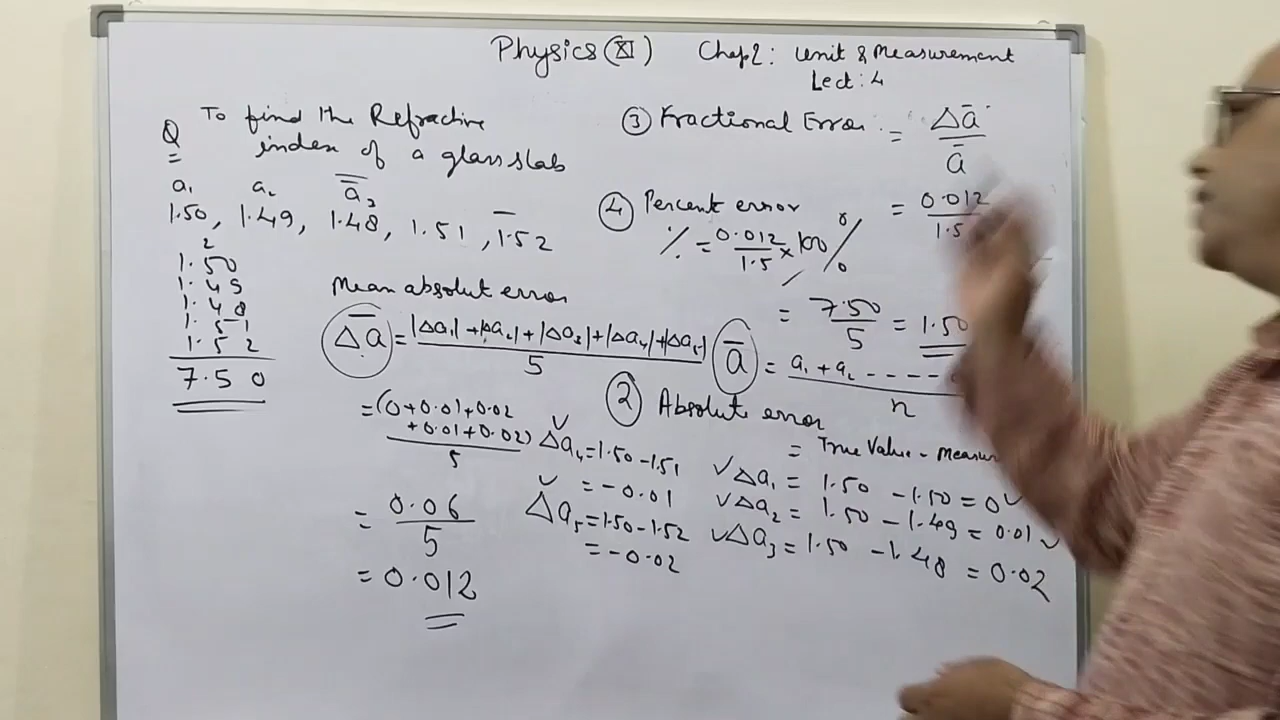 Physics (XI) Chap2: Unit & Measurement
Lect: 4
Q To find the Refractive
index of a glass slab
a₁ a₂ a̅₃
1.50, 1.49, 1.48, 1.51, 1.52
2
1.50
1.49
1.48
1.51
1.52
7.50
Mean absolut error
Δa̅ = |Δa₁| + |Δa₂| + |Δa₃| + |Δa₄| + |Δa₅|
5
= (0 + 0.01 + 0.02
+ 0.01 + 0.02)
5
= 0.06
5
= 0.012
Δa₄ = 1.50 - 1.51
= - 0.01
Δa₅ = 1.50 - 1.52
= - 0.02
③ Fractional Error = Δa̅
a̅
= 0.012
1.5
④ Percent error
% = 0.012 × 100 %
1.5
= 7.50 = 1.50
5
a̅ = a₁ + a₂ - - - -
n
② Absolute error
= True Value -
✓ Δa₁ = 1.50 - 1.50 = 0 ✓
✓ Δa₂ = 1.50 - 1.49 = 0.01 ✓
✓ Δa₃ = 1.50 - 1.48 = 0.02